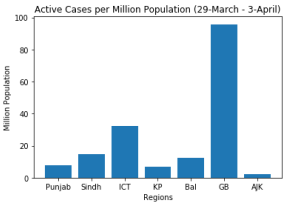 Active Cases per Million Population (29-March - 3-April)
100
80
60
40
20
0
Million Population
Punjab Sindh ICT KP Bal GB AJK
Regions